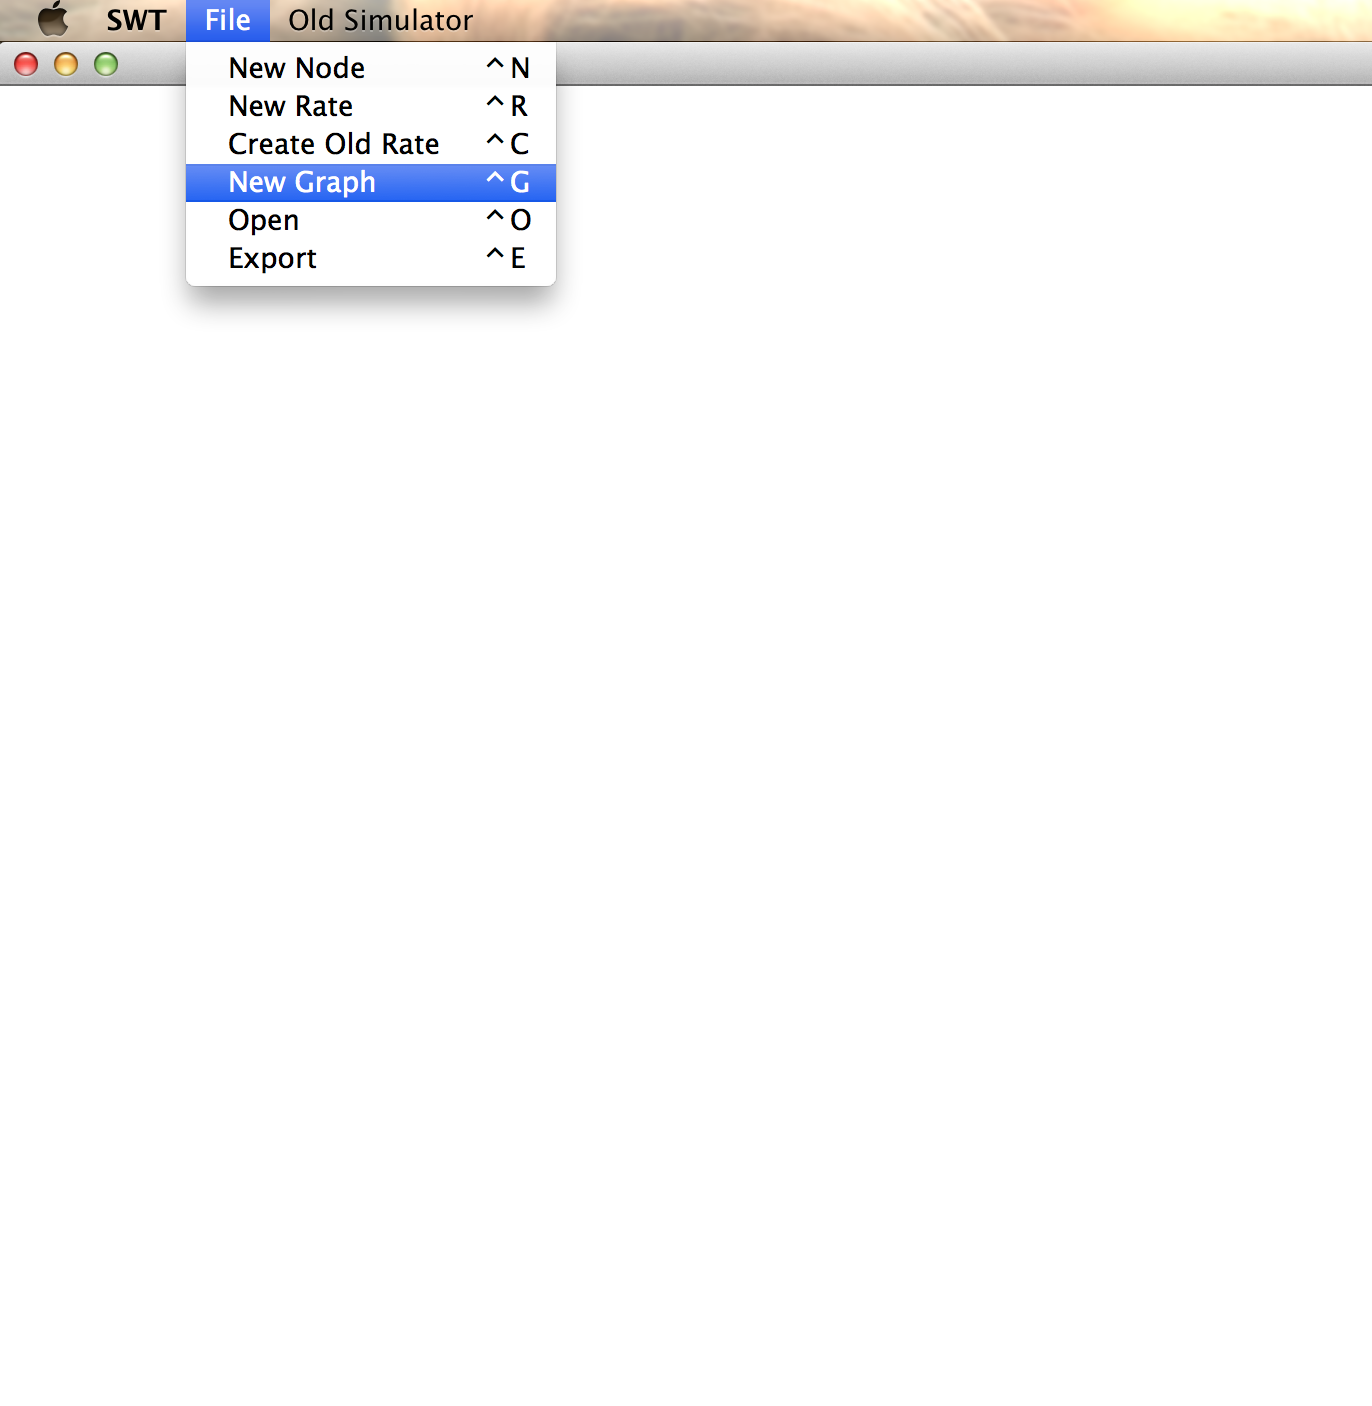 SWT File Old Simulator
New Node ^N
New Rate ^R
Create Old Rate ^C
New Graph ^G
Open ^O
Export ^E